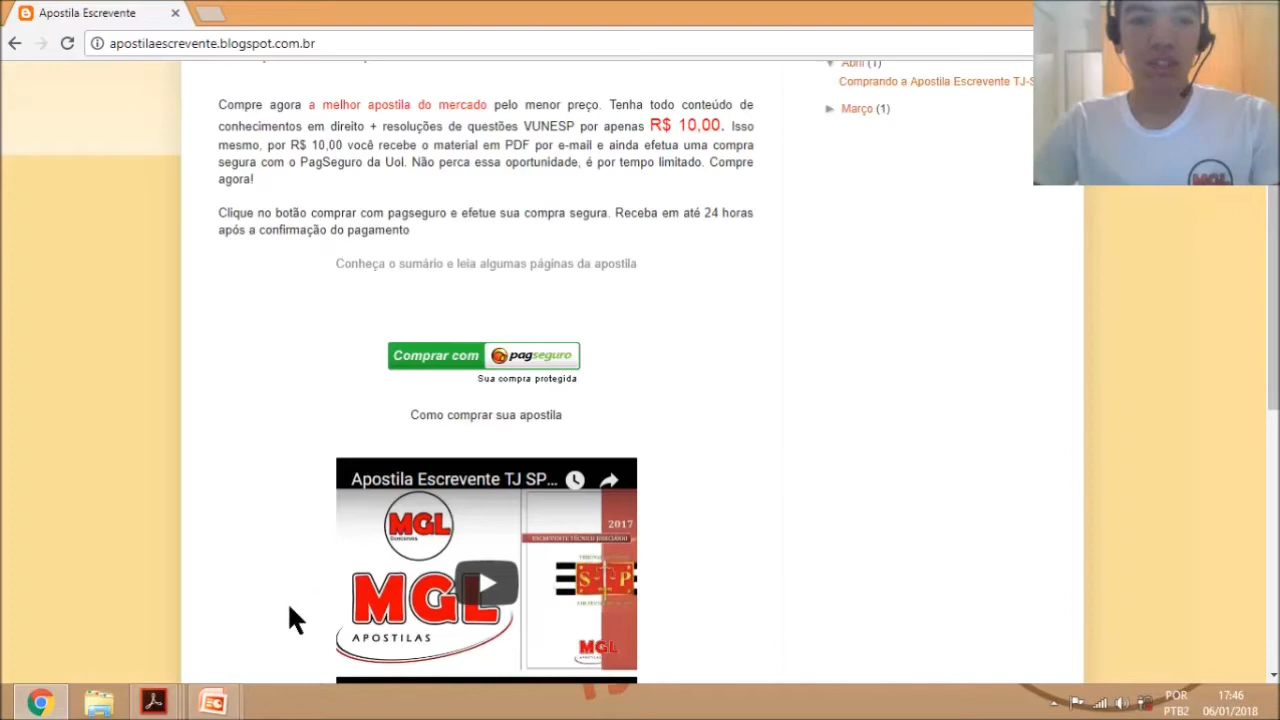 Apostila Escrevente
apostilaescrevente.blogspot.com.br
Abril (1)
Comprando a Apostila Escrevente TJ-S
Março (1)
Compre agora a melhor apostila do mercado pelo menor preço. Tenha todo conteúdo de
conhecimentos em direito + resoluções de questões VUNESP por apenas R$ 10,00. Isso
mesmo, por R$ 10,00 você recebe o material em PDF por e-mail e ainda efetua uma compra
segura com o PagSeguro da Uol. Não perca essa oportunidade, é por tempo limitado. Compre
agora!
Clique no botão comprar com pagseguro e efetue sua compra segura. Receba em até 24 horas
após a confirmação do pagamento
Conheça o sumário e leia algumas páginas da apostila
Comprar com pagseguro
Sua compra protegida
Como comprar sua apostila
Apostila Escrevente TJ SP...
MGL
Concursos
MGL
APOSTILAS
2017
ESCREVENTE TÉCNICO JUDICIÁRIO
S P
MGL
MGL
POR
PTB2
17:46
06/01/2018